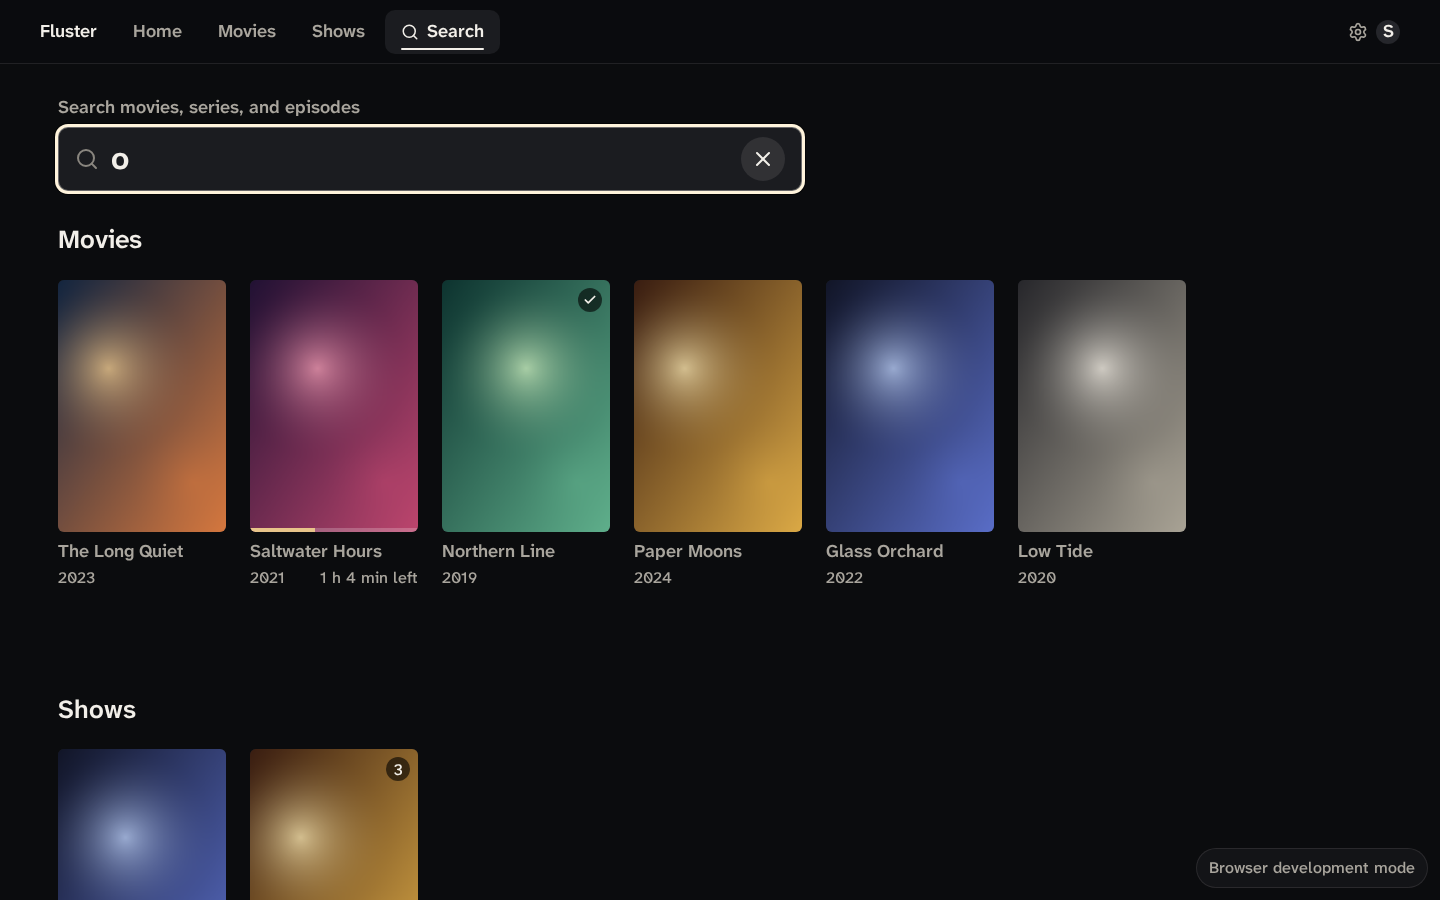 Fluster Home Movies Shows Search S
Search movies, series, and episodes
o
Movies
The Long Quiet Saltwater Hours Northern Line Paper Moons Glass Orchard Low Tide
2023 2021 1 h 4 min left 2019 2024 2022 2020
Shows
3
Browser development mode